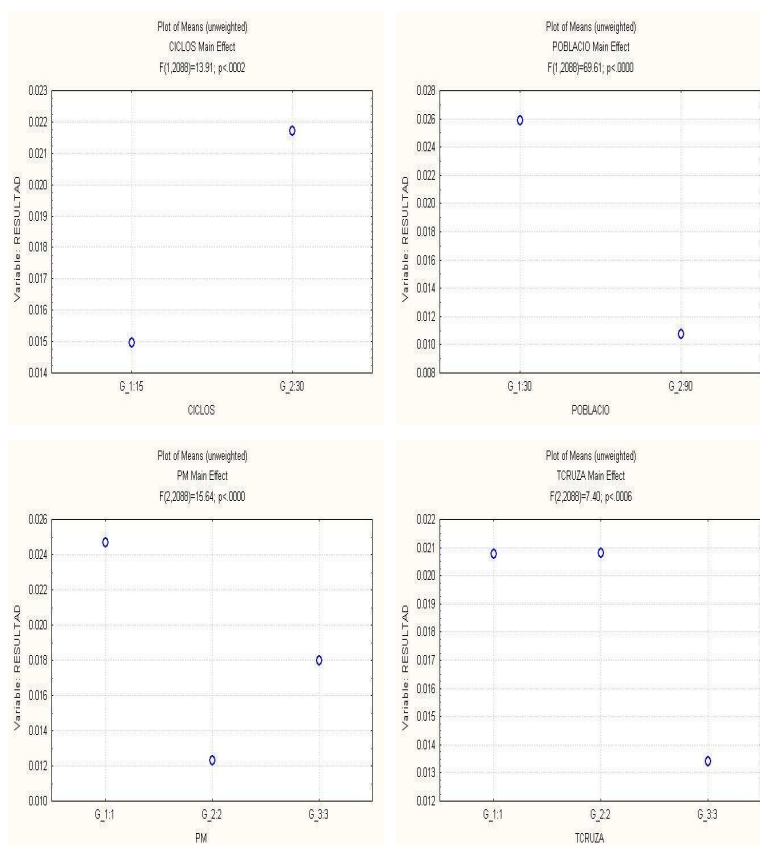 Plot of Means (unweighted)
CICLOS Main Effect
F(1,2088)=13.91; p<.0002
Variable: RESULTAD
0.023
0.022
0.021
0.020
0.019
0.018
0.017
0.016
0.015
0.014
G_1:15
G_2:30
CICLOS
Plot of Means (unweighted)
POBLACIO Main Effect
F(1,2088)=69.61; p<.0000
Variable: RESULTAD
0.028
0.026
0.024
0.022
0.020
0.018
0.016
0.014
0.012
0.010
0.008
G_1:30
G_2:90
POBLACIO
Plot of Means (unweighted)
PM Main Effect
F(2,2088)=15.64; p<.0000
Variable: RESULTAD
0.026
0.024
0.022
0.020
0.018
0.016
0.014
0.012
0.010
G_1:1
G_2:2
G_3:3
PM
Plot of Means (unweighted)
TCRUZA Main Effect
F(2,2088)=7.40; p<.0006
Variable: RESULTAD
0.022
0.021
0.020
0.019
0.018
0.017
0.016
0.015
0.014
0.013
0.012
G_1:1
G_2:2
G_3:3
TCRUZA